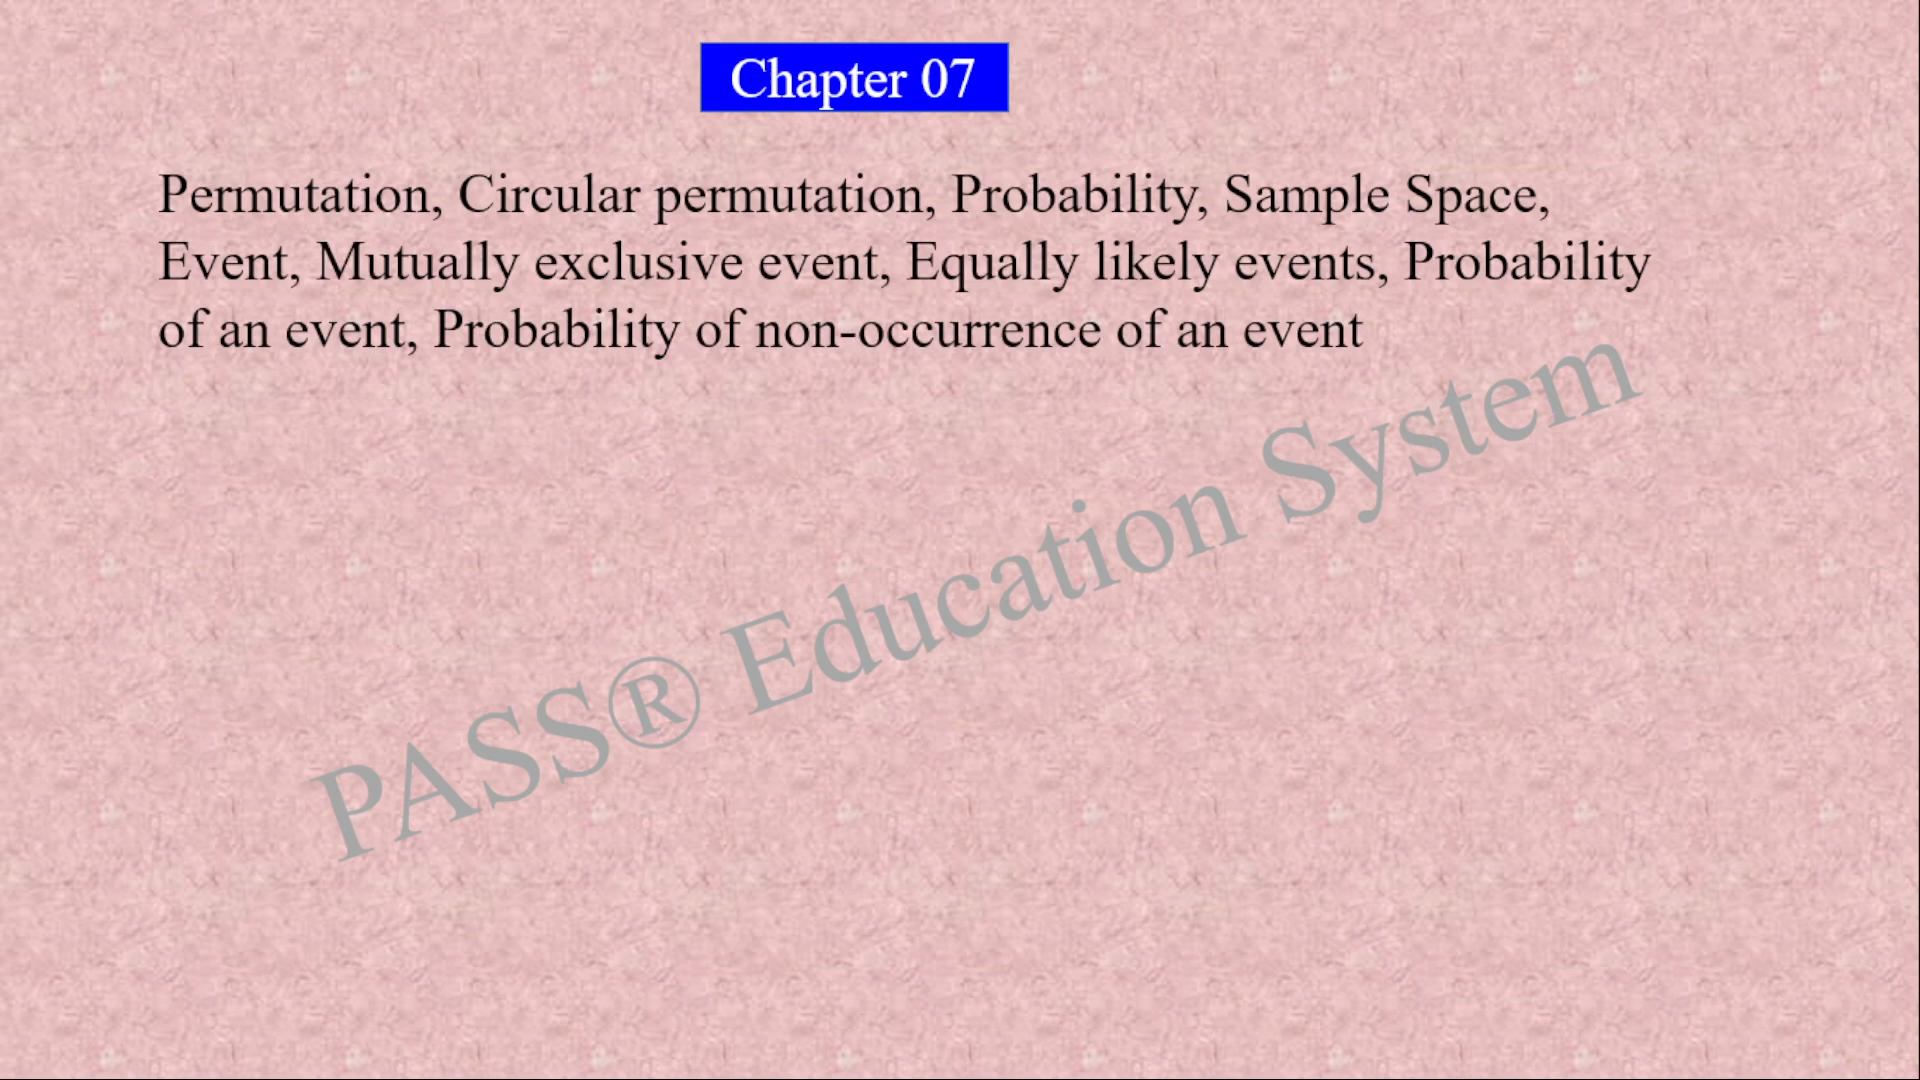 Chapter 07
Permutation, Circular permutation, Probability, Sample Space,
Event, Mutually exclusive event, Equally likely events, Probability
of an event, Probability of non-occurrence of an event
PASS® Education System